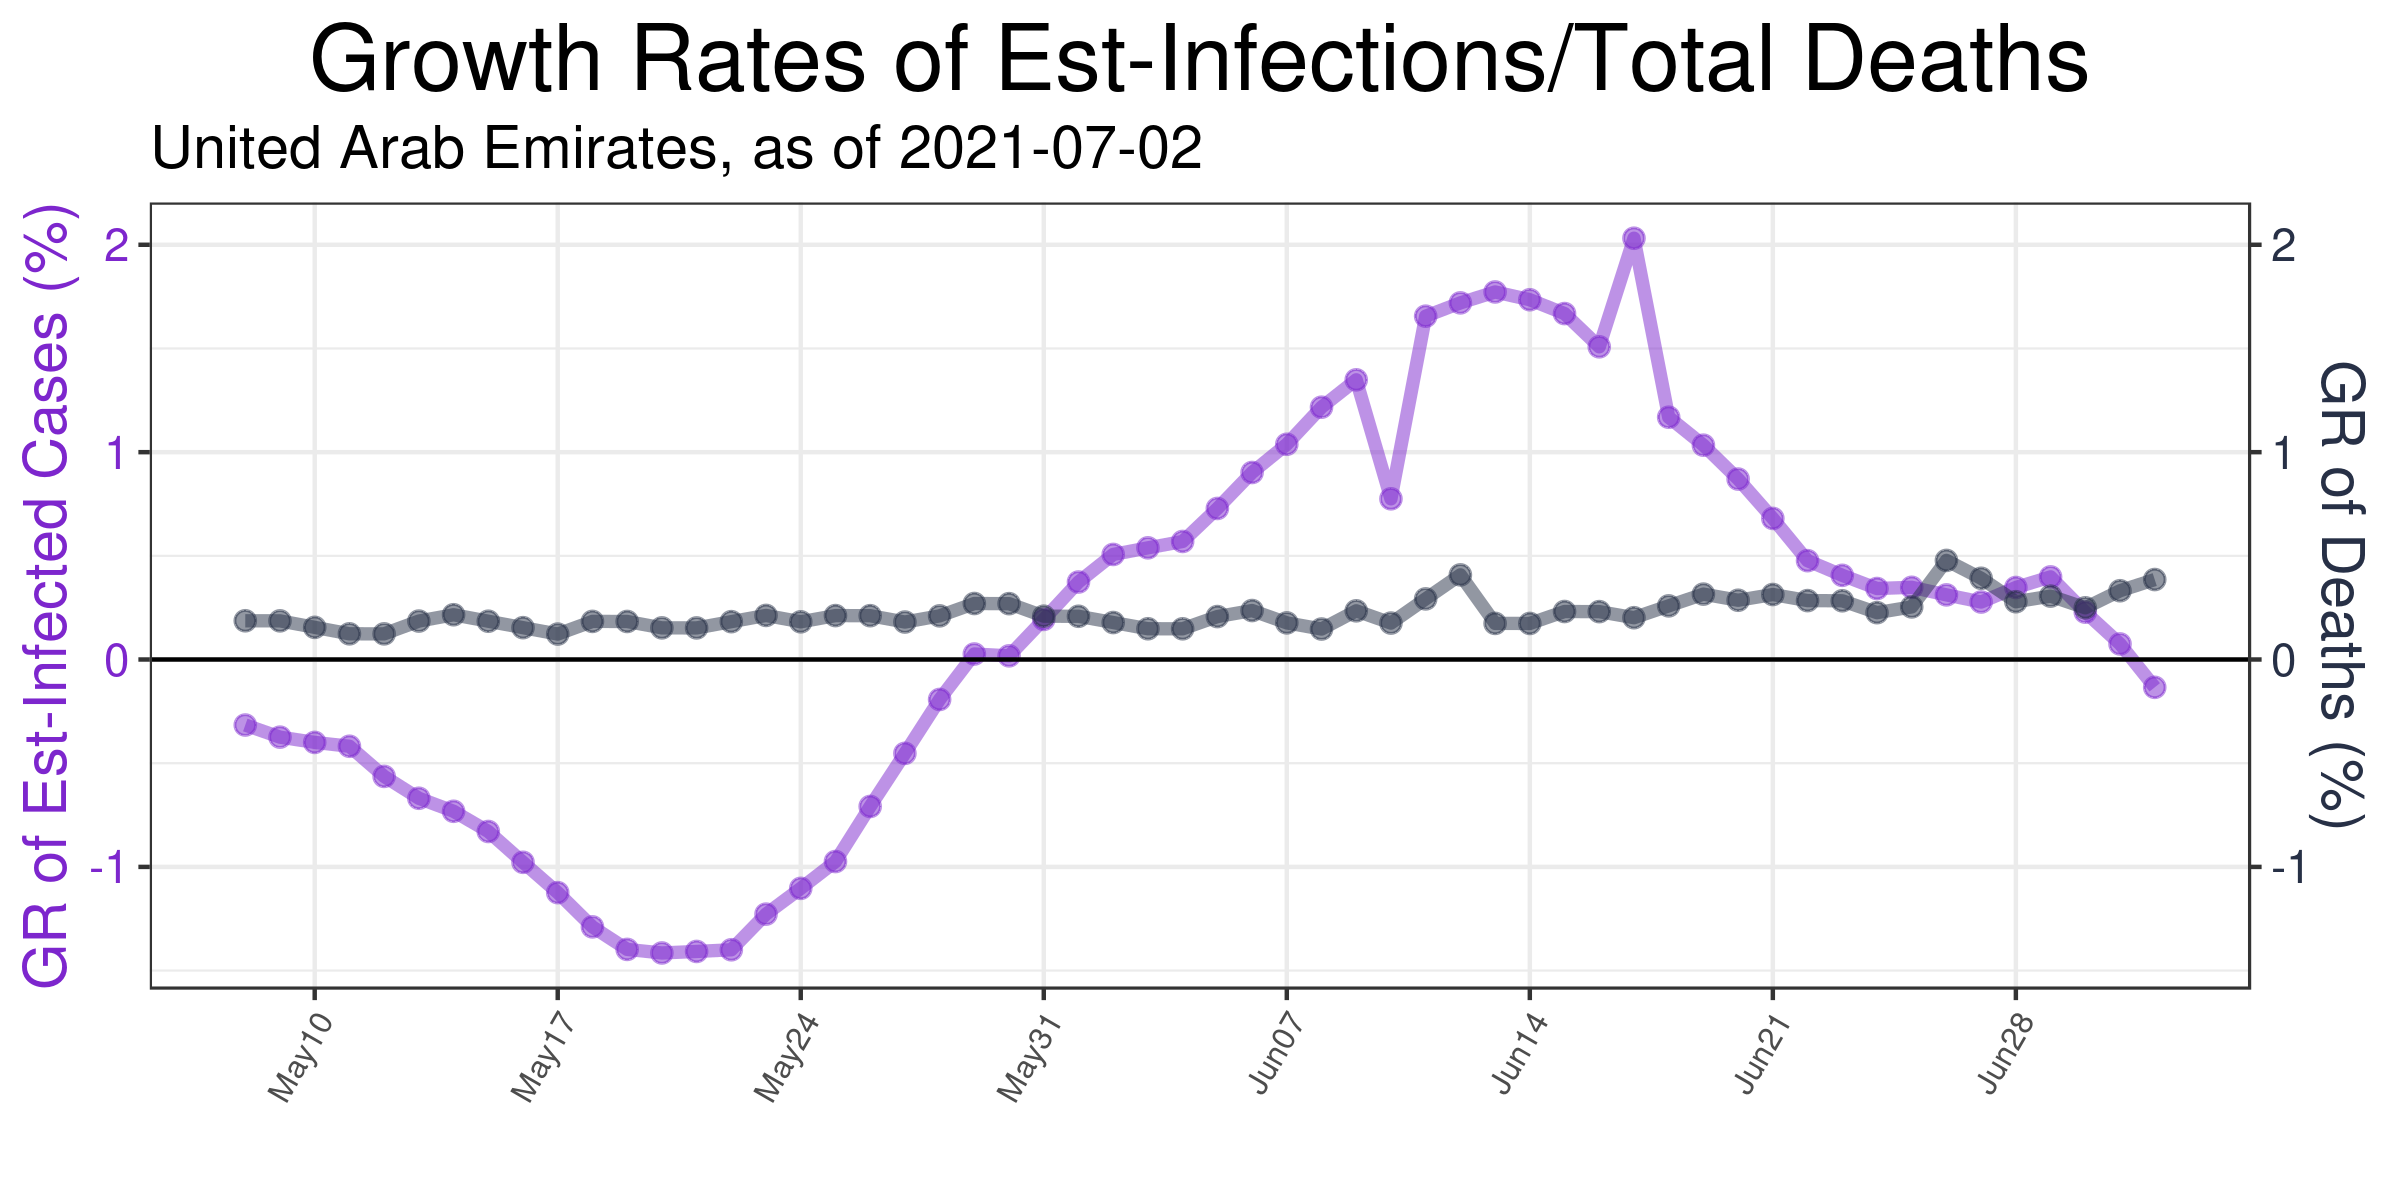 Growth Rates of Est-Infections/Total Deaths
United Arab Emirates, as of 2021-07-02
GR of Est-Infected Cases (%)
2
1
0
-1
2
1
0
-1
GR of Deaths (%)
May10
May17
May24
May31
Jun07
Jun14
Jun21
Jun28